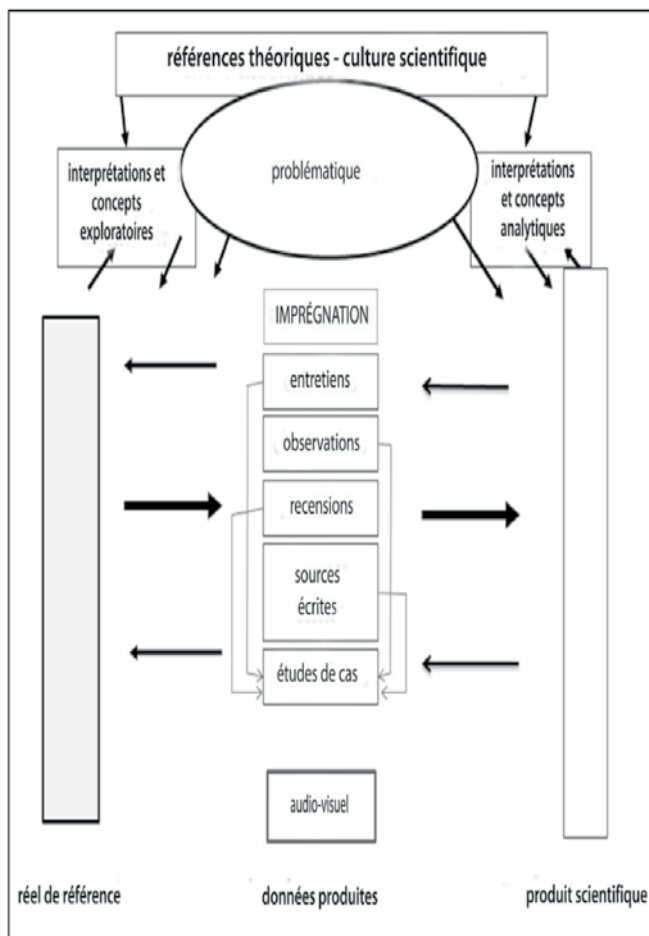 références théoriques - culture scientifique
problématique
interprétations et
concepts
exploratoires
interprétations
et concepts
analytiques
IMPRÉGNATION
entretiens
observations
recensions
sources
écrites
études de cas
audio-visuel
réel de référence
données produites
produit scientifique